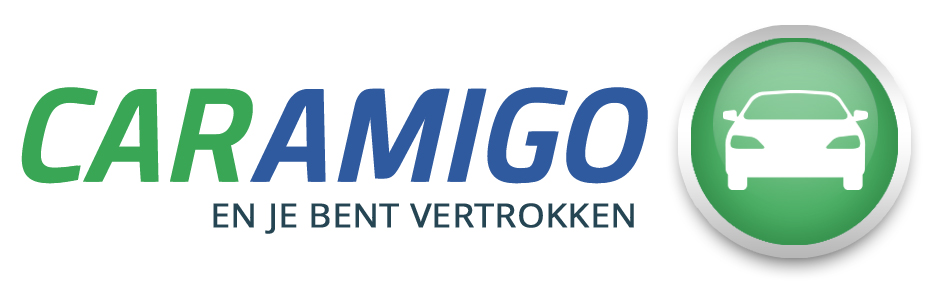 CARAMIGO
EN JE BENT VERTROKKEN